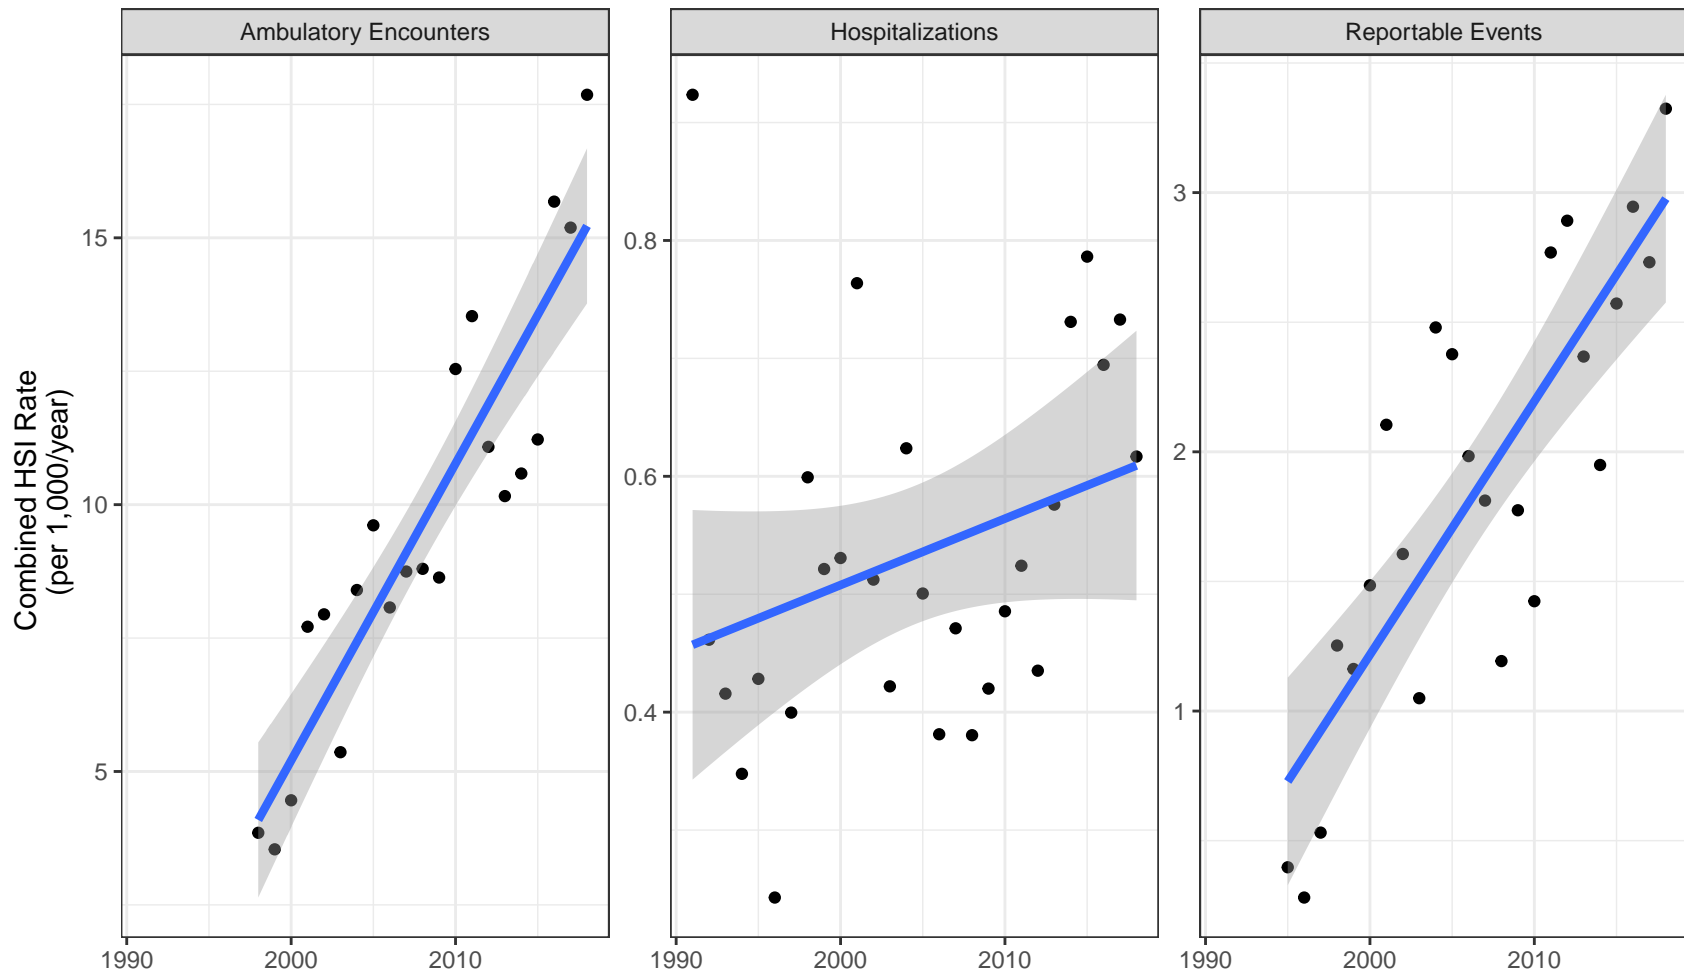 Ambulatory Encounters
Hospitalizations
Reportable Events
Combined HSI Rate
(per 1,000/year)
15
10
5
0.8
0.6
0.4
3
2
1
1990 2000 2010
1990 2000 2010
1990 2000 2010